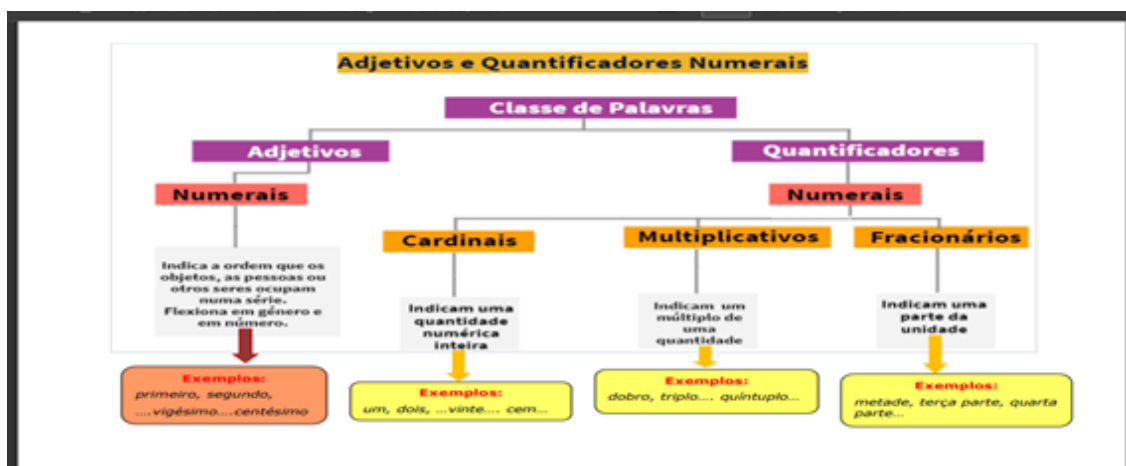 Adjetivos e Quantificadores Numerais
Classe de Palavras
Adjetivos
Quantificadores
Numerais
Numerais
Cardinais
Multiplicativos
Fracionários
Indica a ordem que os
objetos, as pessoas ou
otros seres ocupam
numa série.
Flexiona em género e
em número.
Indicam uma
quantidade
numérica
inteira
Indicam um
múltiplo de
uma
quantidade
Indicam uma
parte da
unidade
Exemplos:
primeiro, segundo,
....vigésimo....centésimo
Exemplos:
um, dois, ...vinte.... cem...
Exemplos:
dobro, triplo.... quíntuplo...
Exemplos:
metade, terça parte, quarta
parte...